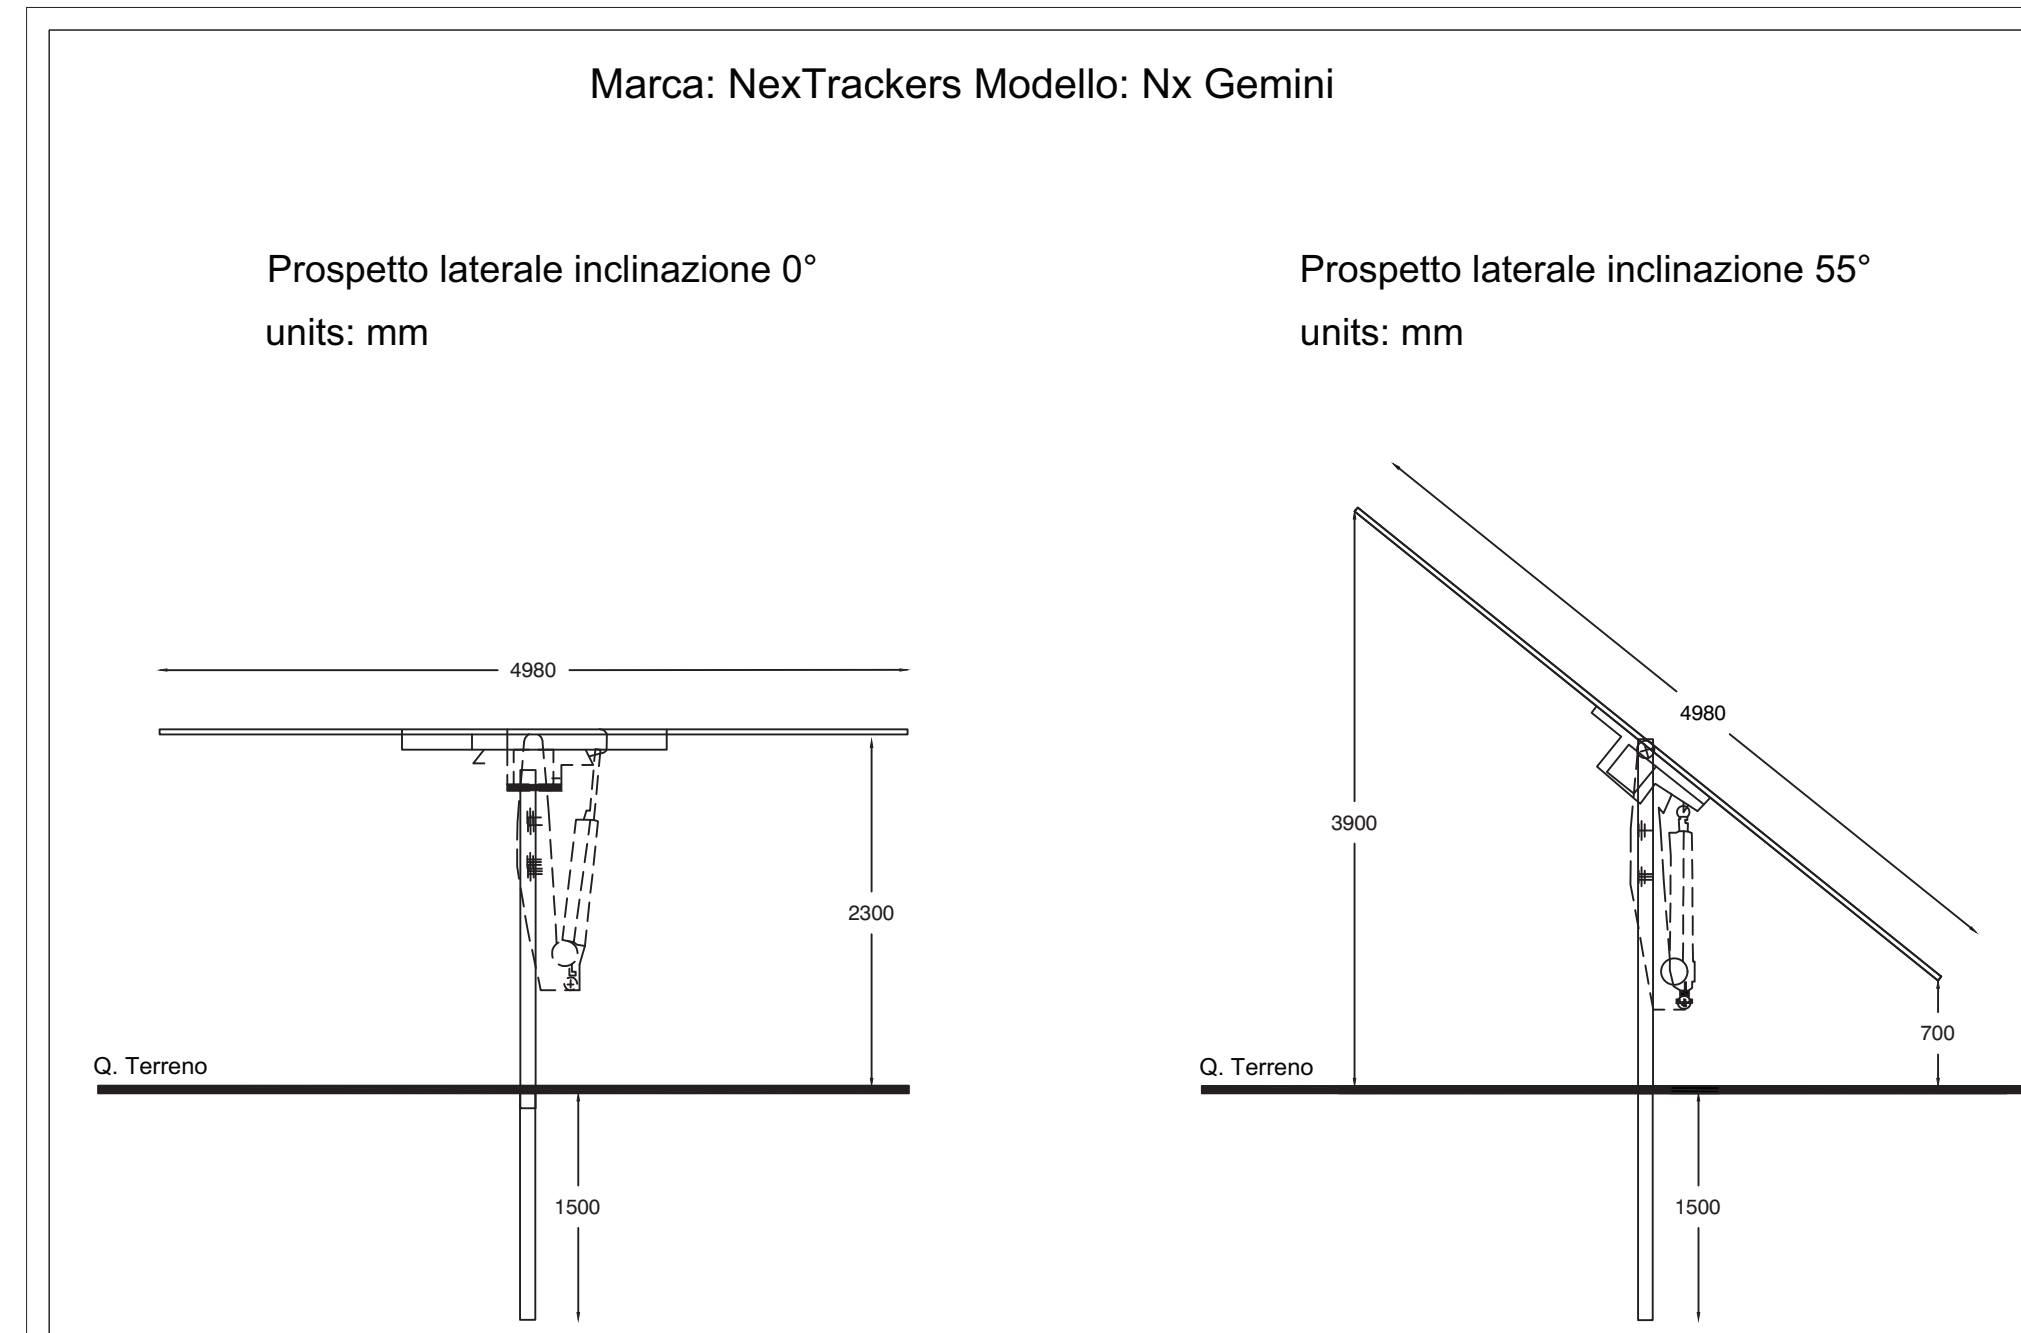 Marca: NexTrackers Modello: Nx Gemini
Prospetto laterale inclinazione 0°
units: mm
Prospetto laterale inclinazione 55°
units: mm
4980
2300
Q. Terreno
1500
4980
3900
700
Q. Terreno
1500